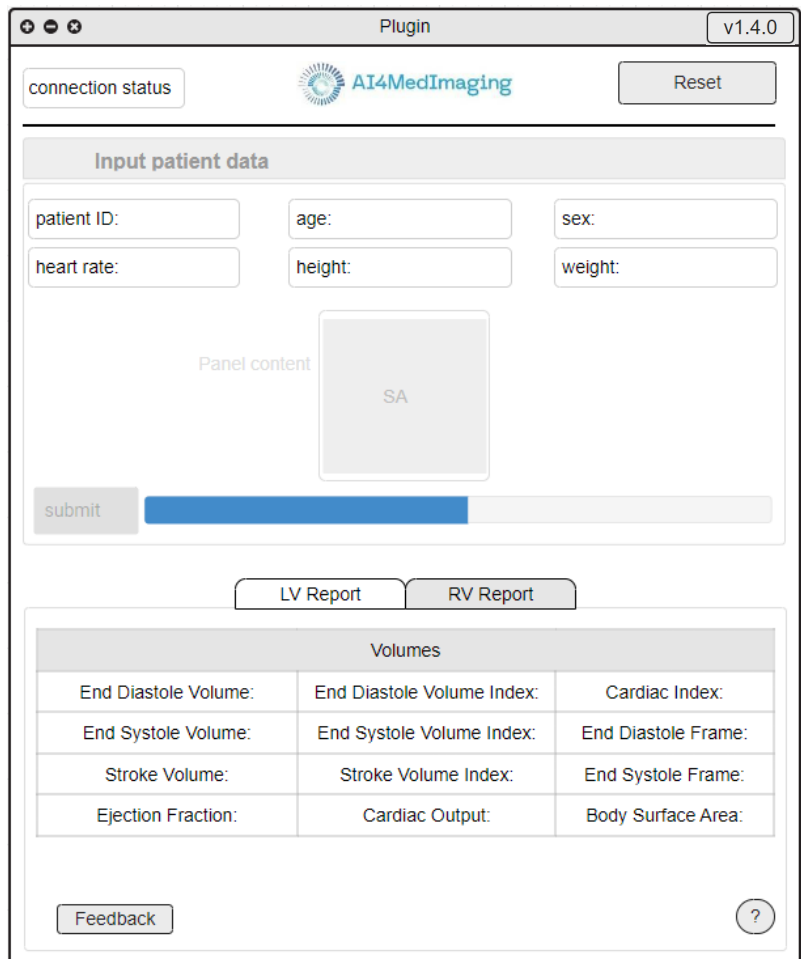 Plugin v1.4.0
connection status AI4MedImaging Reset
Input patient data
patient ID: age: sex:
heart rate: height: weight:
Panel content
SA
submit
LV Report RV Report
Volumes
End Diastole Volume: End Diastole Volume Index: Cardiac Index:
End Systole Volume: End Systole Volume Index: End Diastole Frame:
Stroke Volume: Stroke Volume Index: End Systole Frame:
Ejection Fraction: Cardiac Output: Body Surface Area:
Feedback ?